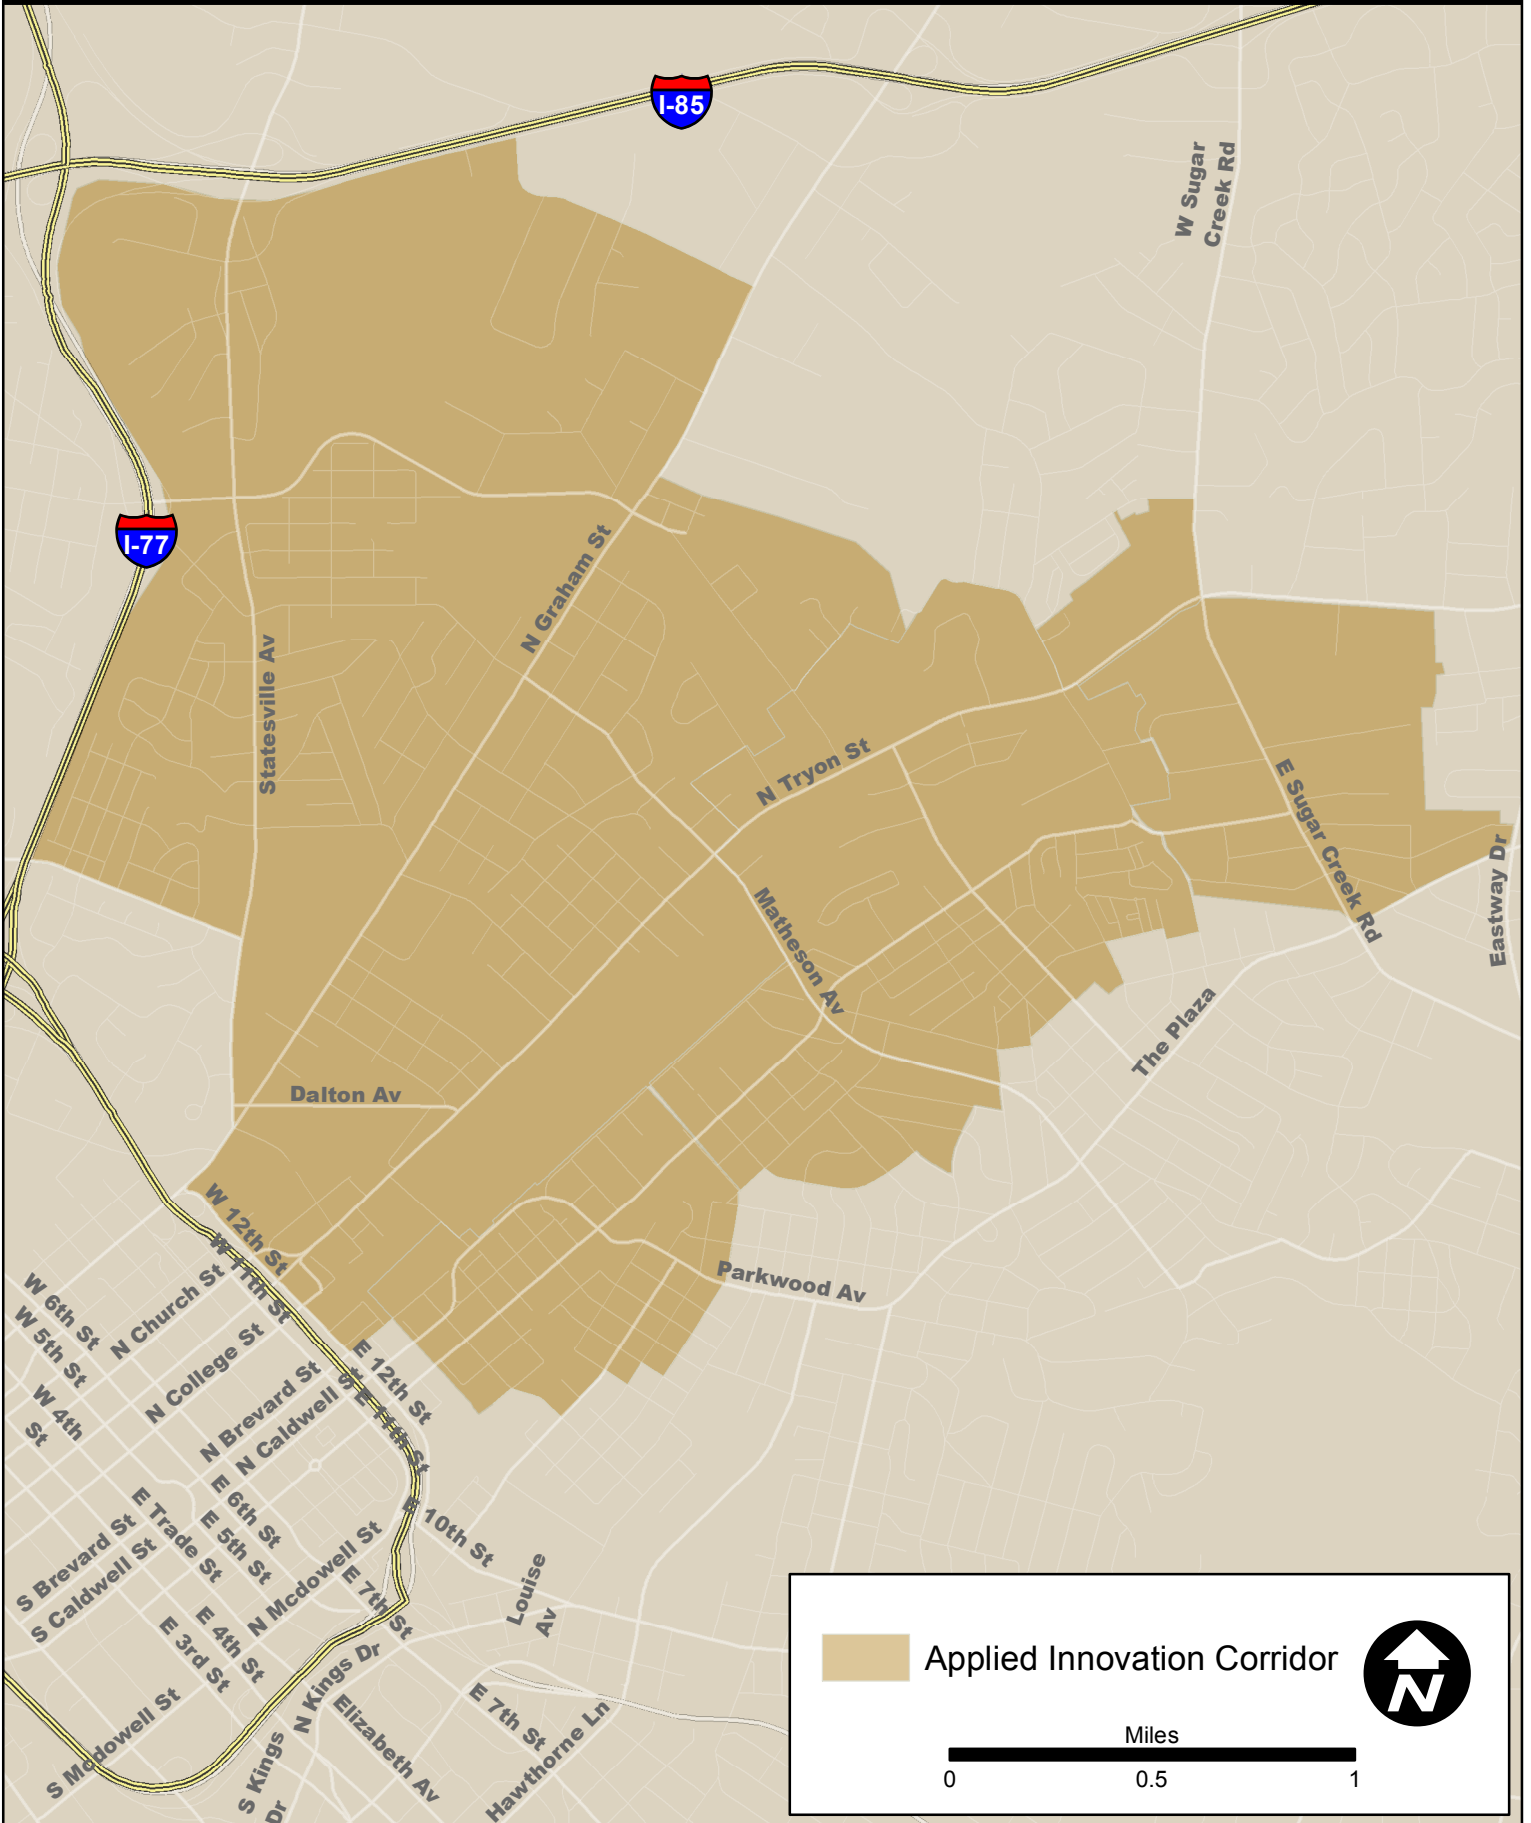 I-85
W Sugar
Creek Rd
I-77
N Graham St
Statesville Av
N Tryon St
E Sugar Creek Rd
Eastway Dr
Matheson Av
The Plaza
Dalton Av
W 12th St
W 11th St
Parkwood Av
W 6th St
N Church St
W 5th St
N College St
E 12th St
W 4th
St
N Brevard St
N Caldwell St
E 11th St
E 6th St
E Trade St
E 5th St
E 10th St
S Brevard St
S Caldwell St
N Mcdowell St
E 7th St
Louise
Av
E 4th St
E 3rd St
N Kings Dr
S Mcdowell St
S Kings
Dr
Elizabeth Av
E 7th St
Hawthorne Ln
Applied Innovation Corridor
N
Miles
0 0.5 1